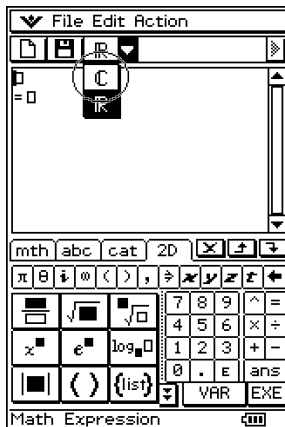 File Edit Action
ℝ
ℂ
= ℝ
mth abc cat 2D
π θ i ∞ ( ) , ⇒ x y z t ←
7 8 9 ^ =
4 5 6 × ÷
x e log ( ) {list} 1 2 3 + -
0 . E ans
VAR EXE
Math Expression